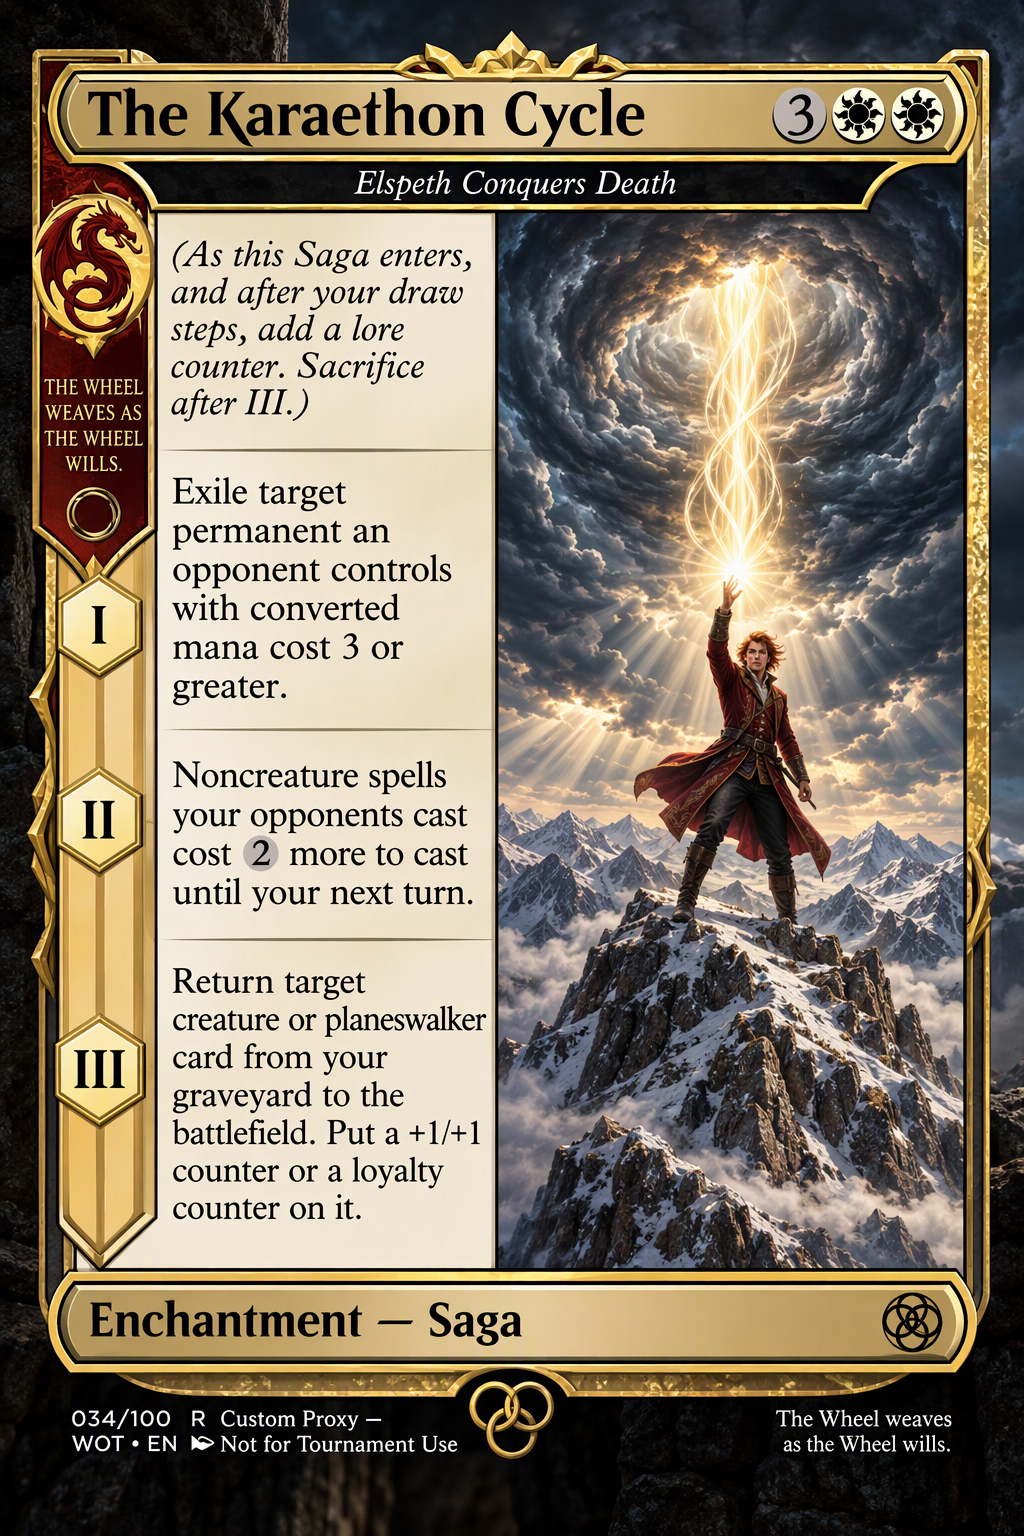 The Karaethon Cycle 3
Elspeth Conquers Death
(As this Saga enters,
and after your draw
steps, add a lore
counter. Sacrifice
after III.)
THE WHEEL
WEAVES AS
THE WHEEL
WILLS.
I
Exile target
permanent an
opponent controls
with converted
mana cost 3 or
greater.
II
Noncreature spells
your opponents cast
cost 2 more to cast
until your next turn.
III
Return target
creature or planeswalker
card from your
graveyard to the
battlefield. Put a +1/+1
counter or a loyalty
counter on it.
Enchantment — Saga
034/100 R Custom Proxy –
WOT • EN Not for Tournament Use
The Wheel weaves
as the Wheel wills.